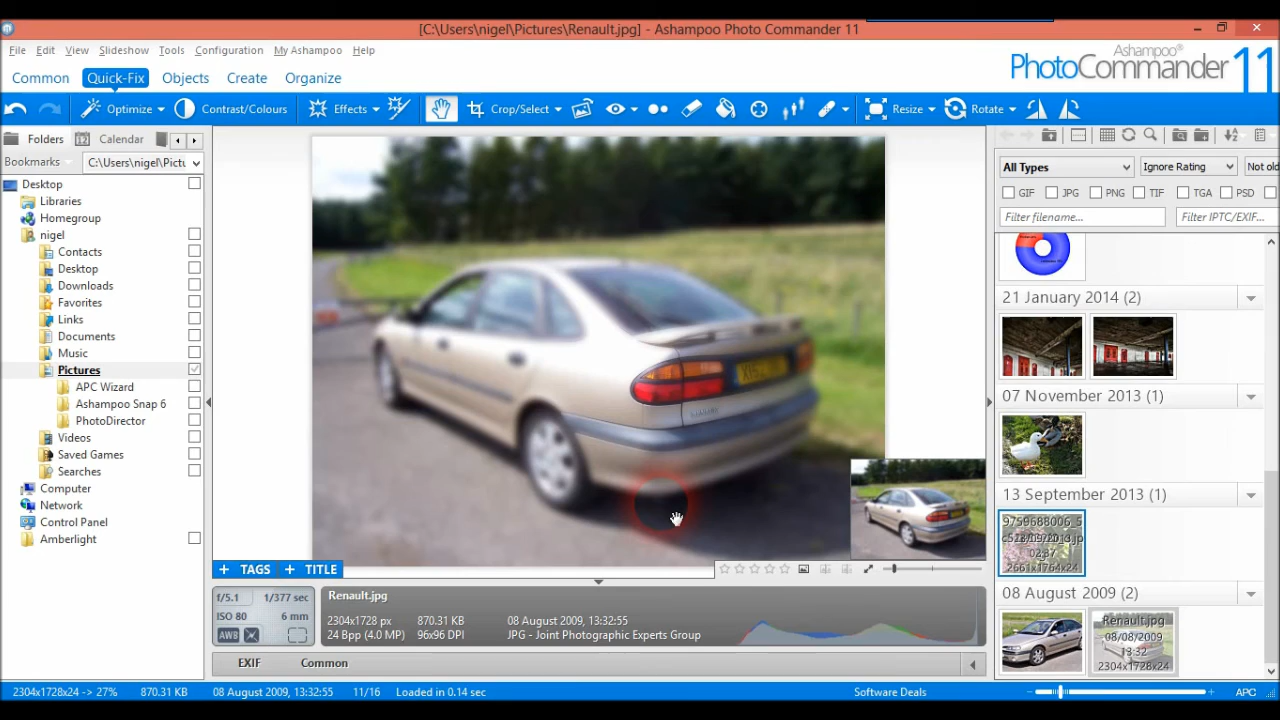 [C:\Users\nigel\Pictures\Renault.jpg] - Ashampoo Photo Commander 11
File Edit View Slideshow Tools Configuration My Ashampoo Help
Ashampoo®
PhotoCommander 11
Common Quick-Fix Objects Create Organize
Optimize Contrast/Colours Effects Crop/Select Resize Rotate
Folders Calendar
Bookmarks C:\Users\nigel\Pictu
All Types Ignore Rating Not old
GIF JPG PNG TIF TGA PSD
Filter filename... Filter IPTC/EXIF...
Desktop
Libraries
Homegroup
nigel
Contacts
Desktop
Downloads
Favorites
Links
Documents
Music
Pictures
APC Wizard
Ashampoo Snap 6
PhotoDirector
Videos
Saved Games
Searches
Computer
Network
Control Panel
Amberlight
21 January 2014 (2)
07 November 2013 (1)
13 September 2013 (1)
02:37
2661x1764x24
08 August 2009 (2)
Renault.jpg
08/08/2009
13:32
2304x1728x24
+ TAGS + TITLE
f/5.1 1/377 sec
ISO 80 6 mm
AWB
Renault.jpg
2304x1728 px 870.31 KB 08 August 2009, 13:32:55
24 Bpp (4.0 MP) 96x96 DPI JPG - Joint Photographic Experts Group
EXIF Common
2304x1728x24 -> 27% 870.31 KB 08 August 2009, 13:32:55 11/16 Loaded in 0.14 sec Software Deals APC